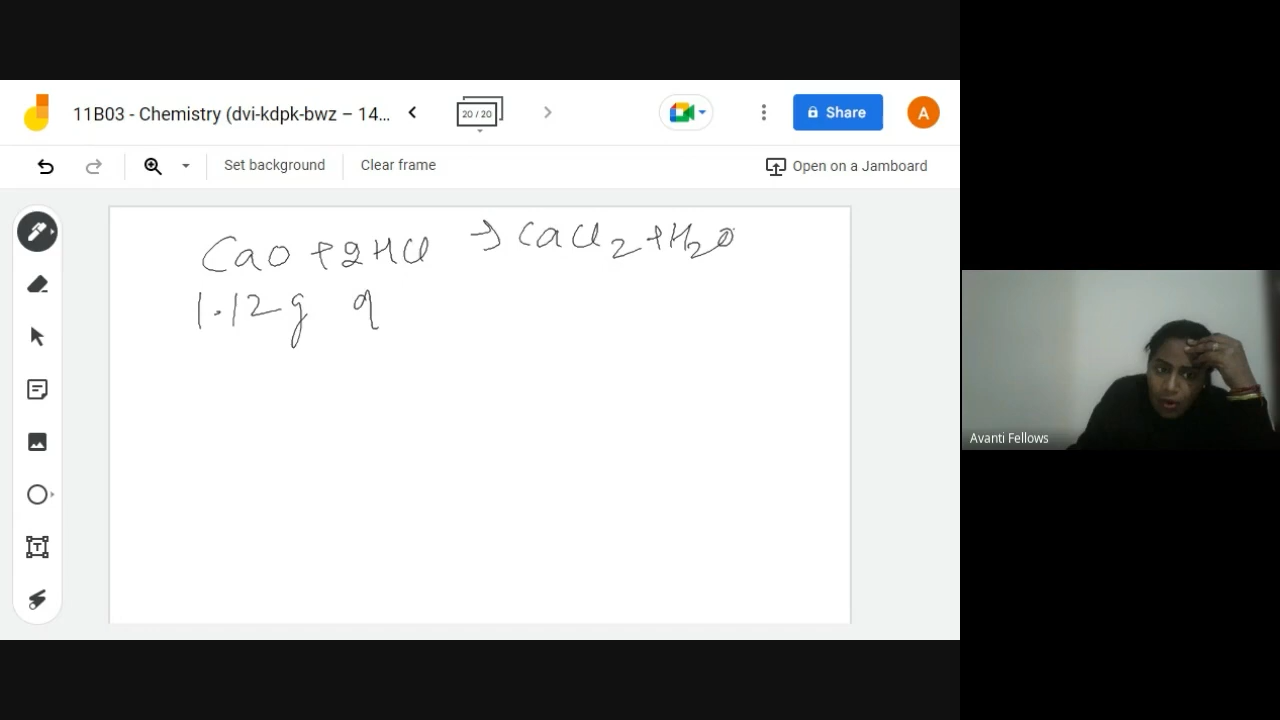 11B03 - Chemistry (dvi-kdpk-bwz – 14...
20 / 20
Share
A
Set background
Clear frame
Open on a Jamboard
CaO + 2HCl → CaCl2 + H2O
1.12g
Avanti Fellows